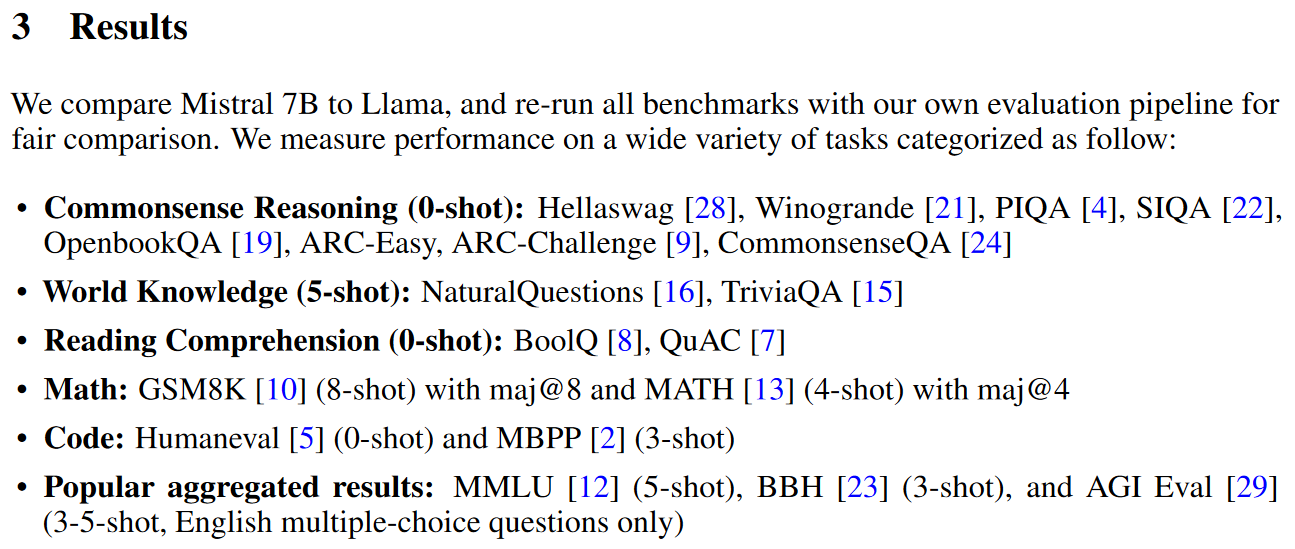 3 Results
We compare Mistral 7B to Llama, and re-run all benchmarks with our own evaluation pipeline for
fair comparison. We measure performance on a wide variety of tasks categorized as follow:
• Commonsense Reasoning (0-shot): Hellaswag [28], Winogrande [21], PIQA [4], SIQA [22],
OpenbookQA [19], ARC-Easy, ARC-Challenge [9], CommonsenseQA [24]
• World Knowledge (5-shot): NaturalQuestions [16], TriviaQA [15]
• Reading Comprehension (0-shot): BoolQ [8], QuAC [7]
• Math: GSM8K [10] (8-shot) with maj@8 and MATH [13] (4-shot) with maj@4
• Code: Humaneval [5] (0-shot) and MBPP [2] (3-shot)
• Popular aggregated results: MMLU [12] (5-shot), BBH [23] (3-shot), and AGI Eval [29]
(3-5-shot, English multiple-choice questions only)